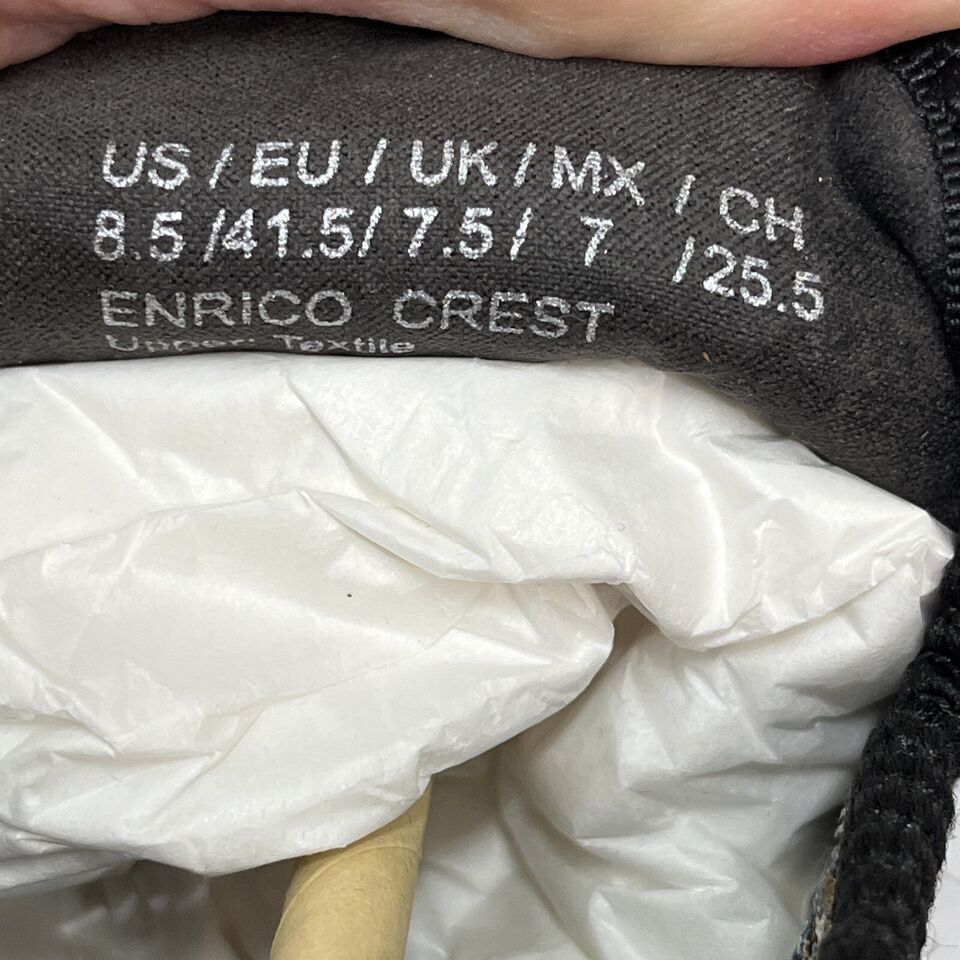 US / EU / UK / MX / CH
8.5 / 41.5 / 7.5 / 7 / 25.5
ENRICO CREST
Upper: Textile